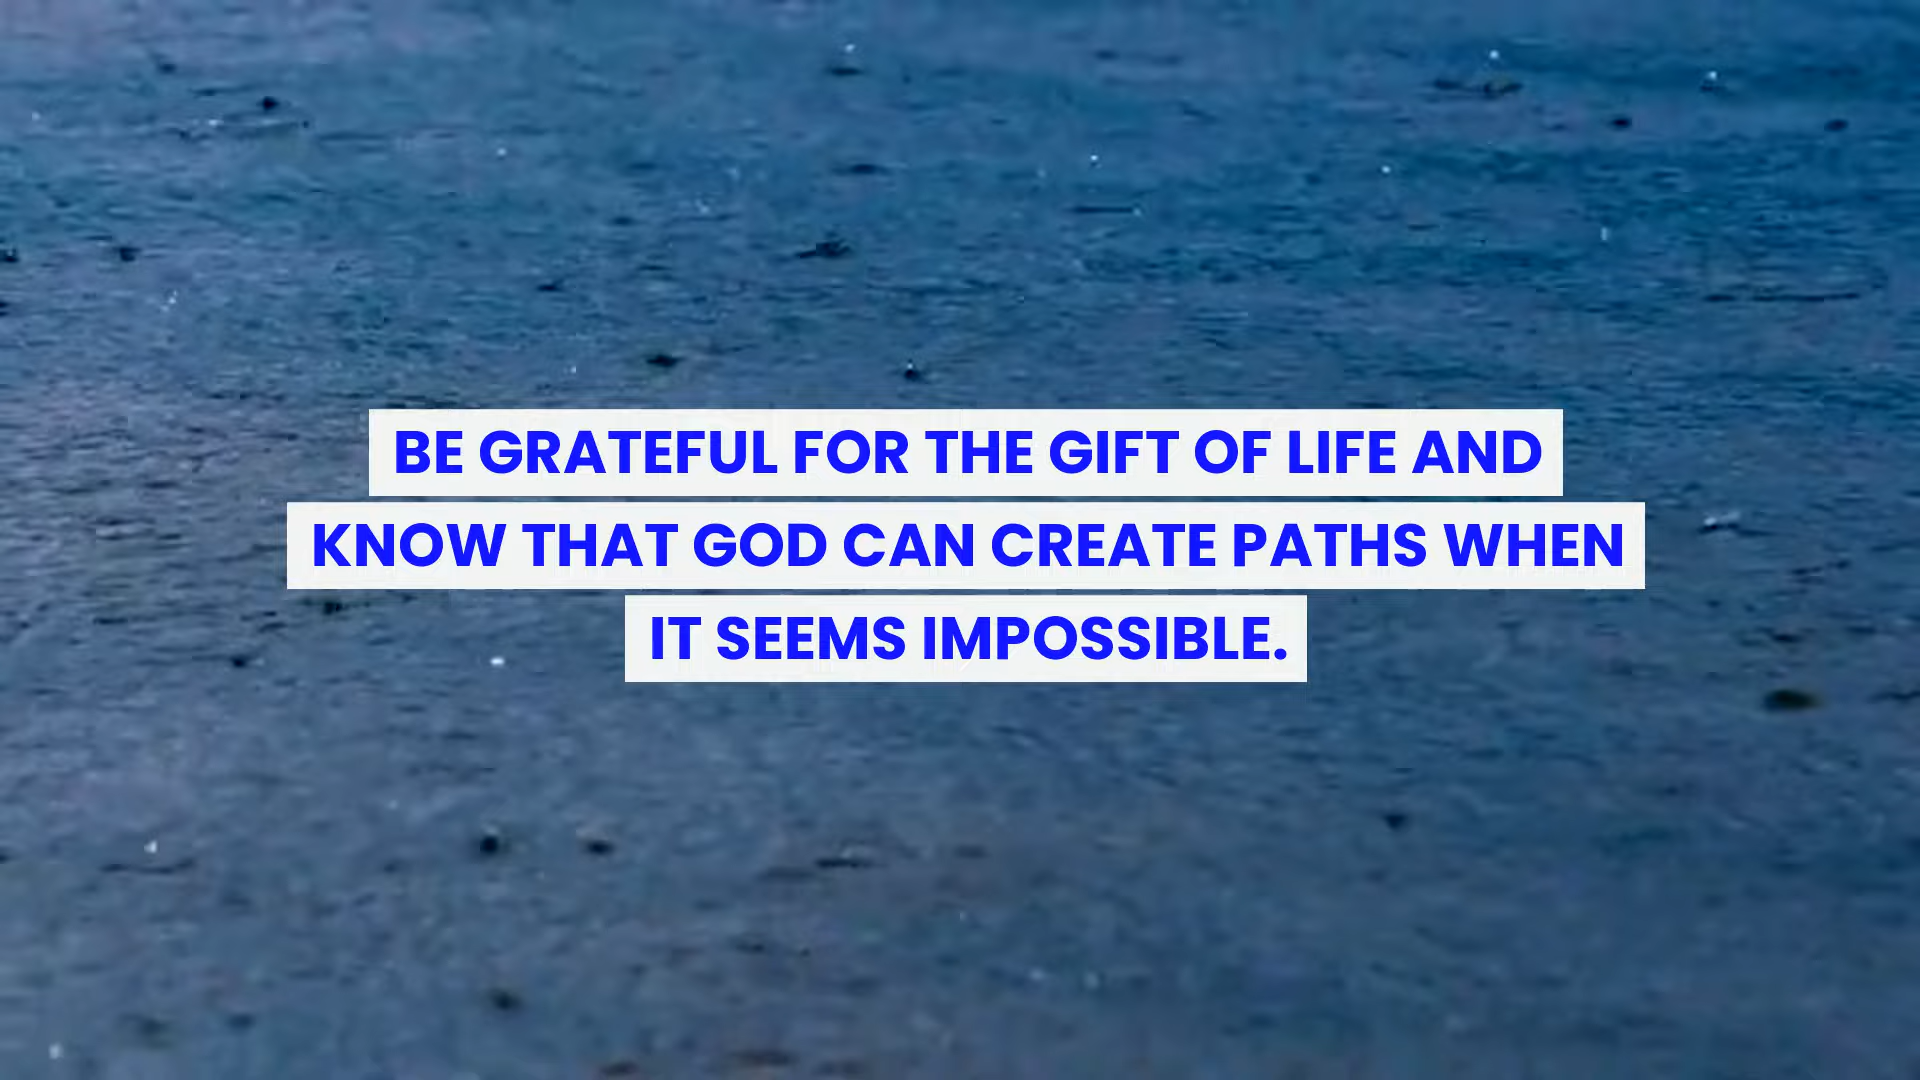 BE GRATEFUL FOR THE GIFT OF LIFE AND
KNOW THAT GOD CAN CREATE PATHS WHEN
IT SEEMS IMPOSSIBLE.